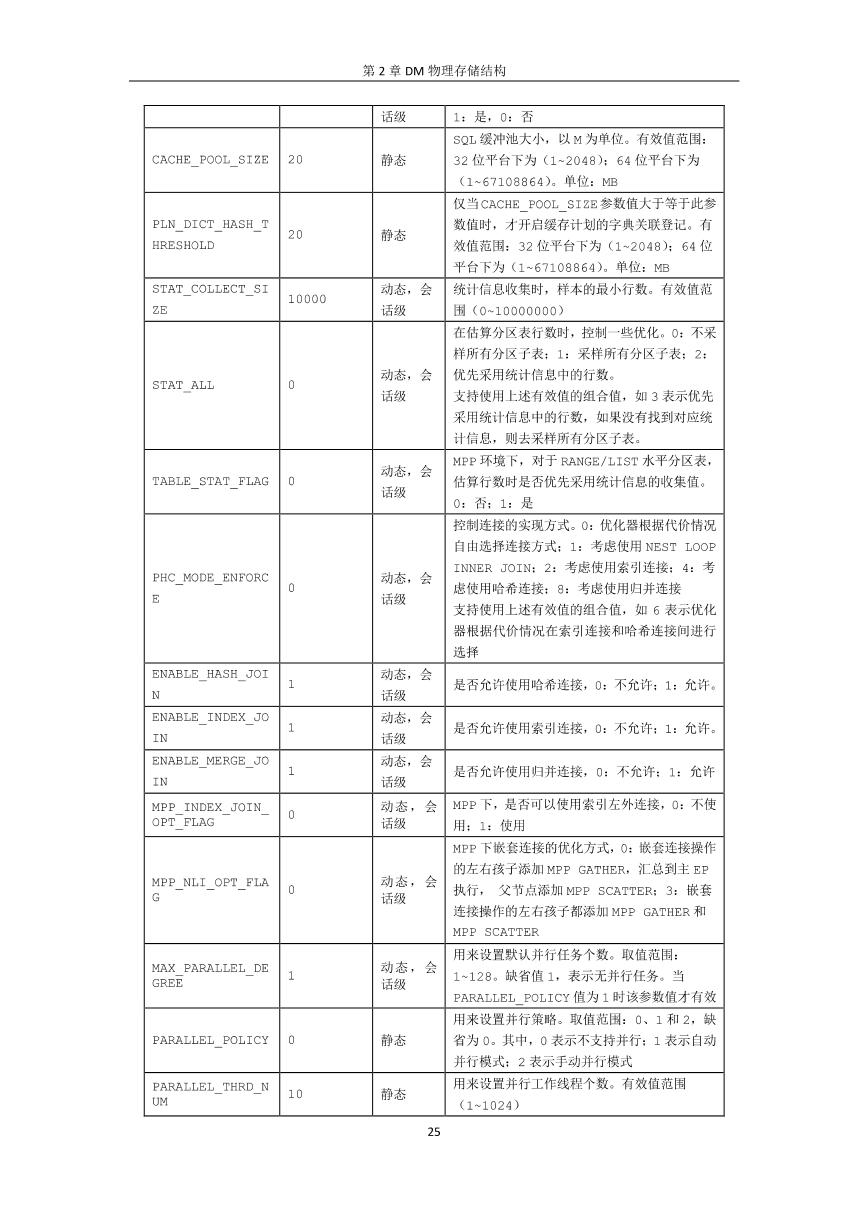 第 2 章 DM 物理存储结构
话级
1：是，0：否
CACHE_POOL_SIZE
20
静态
SQL 缓冲池大小，以 M 为单位。有效值范围：
32 位平台下为（1~2048）；64 位平台下为
（1~67108864）。单位：MB
PLN_DICT_HASH_T
HRESHOLD
20
静态
仅当 CACHE_POOL_SIZE 参数值大于等于此参
数值时，才开启缓存计划的字典关联登记。有
效值范围：32 位平台下为（1~2048）；64 位
平台下为（1~67108864）。单位：MB
STAT_COLLECT_SI
ZE
10000
动态，会
话级
统计信息收集时，样本的最小行数。有效值范
围（0~10000000）
STAT_ALL
0
动态，会
话级
在估算分区表行数时，控制一些优化。0：不采
样所有分区子表；1：采样所有分区子表；2：
优先采用统计信息中的行数。
支持使用上述有效值的组合值，如 3 表示优先
采用统计信息中的行数，如果没有找到对应统
计信息，则去采样所有分区子表。
TABLE_STAT_FLAG
0
动态，会
话级
MPP 环境下，对于 RANGE/LIST 水平分区表，
估算行数时是否优先采用统计信息的收集值。
0：否；1：是
PHC_MODE_ENFORC
E
0
动态，会
话级
控制连接的实现方式。0：优化器根据代价情况
自由选择连接方式；1：考虑使用 NEST LOOP
INNER JOIN；2：考虑使用索引连接；4：考
虑使用哈希连接；8：考虑使用归并连接
支持使用上述有效值的组合值，如 6 表示优化
器根据代价情况在索引连接和哈希连接间进行
选择
ENABLE_HASH_JOI
N
1
动态，会
话级
是否允许使用哈希连接，0：不允许；1：允许。
ENABLE_INDEX_JO
IN
1
动态，会
话级
是否允许使用索引连接，0：不允许；1：允许。
ENABLE_MERGE_JO
IN
1
动态，会
话级
是否允许使用归并连接，0：不允许；1：允许
MPP_INDEX_JOIN_
OPT_FLAG
0
动态，会
话级
MPP 下，是否可以使用索引左外连接，0：不使
用；1：使用
MPP_NLI_OPT_FLA
G
0
动态，会
话级
MPP 下嵌套连接的优化方式，0：嵌套连接操作
的左右孩子添加 MPP GATHER，汇总到主 EP
执行， 父节点添加 MPP SCATTER；3：嵌套
连接操作的左右孩子都添加 MPP GATHER 和
MPP SCATTER
MAX_PARALLEL_DE
GREE
1
动态，会
话级
用来设置默认并行任务个数。取值范围：
1~128。缺省值 1，表示无并行任务。当
PARALLEL_POLICY 值为 1 时该参数值才有效
PARALLEL_POLICY
0
静态
用来设置并行策略。取值范围：0、1 和 2，缺
省为 0。其中，0 表示不支持并行；1 表示自动
并行模式；2 表示手动并行模式
PARALLEL_THRD_N
UM
10
静态
用来设置并行工作线程个数。有效值范围
（1~1024）
25